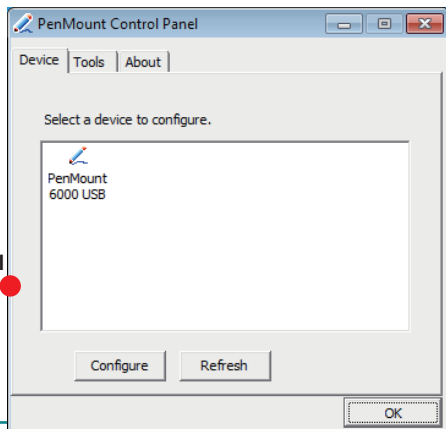 PenMount Control Panel
Device Tools About
Select a device to configure.
PenMount
6000 USB
Configure Refresh
OK